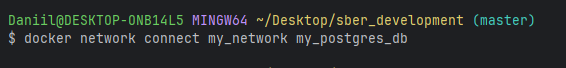 Daniil@DESKTOP-ONB14L5 MINGW64 ~/Desktop/sber_development (master)
$ docker network connect my_network my_postgres_db